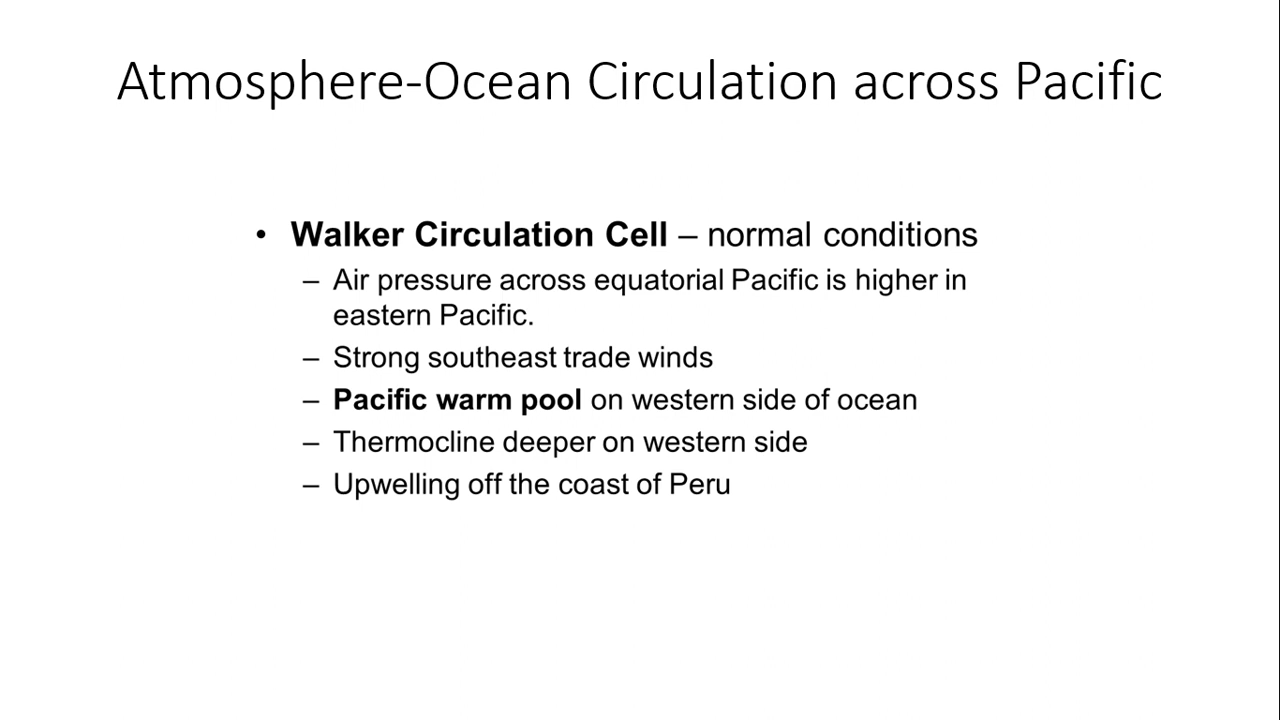 Atmosphere-Ocean Circulation across Pacific
• Walker Circulation Cell – normal conditions
– Air pressure across equatorial Pacific is higher in
eastern Pacific.
– Strong southeast trade winds
– Pacific warm pool on western side of ocean
– Thermocline deeper on western side
– Upwelling off the coast of Peru